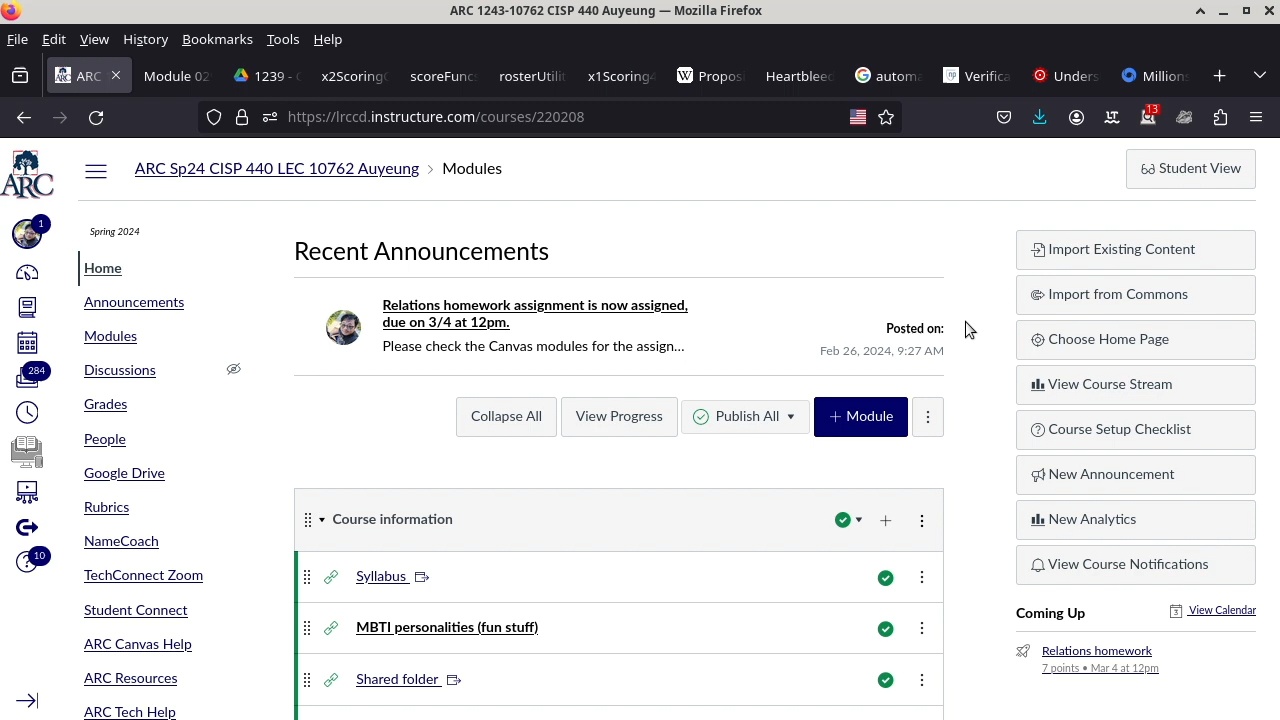 ARC 1243-10762 CISP 440 Auyeung — Mozilla Firefox
File Edit View History Bookmarks Tools Help
ARC
Module 02
1239 -
x2Scoring
scoreFunc
rosterUtilit
x1Scoring4
Propos
Heartbleed
automa
Verifica
Unders
Millions
https://lrccd.instructure.com/courses/220208
13
ARC
ARC Sp24 CISP 440 LEC 10762 Auyeung
Modules
Student View
1
284
10
Spring 2024
Home
Announcements
Modules
Discussions
Grades
People
Google Drive
Rubrics
NameCoach
TechConnect Zoom
Student Connect
ARC Canvas Help
ARC Resources
ARC Tech Help
Recent Announcements
Relations homework assignment is now assigned,
due on 3/4 at 12pm.
Please check the Canvas modules for the assign...
Posted on:
Feb 26, 2024, 9:27 AM
Collapse All
View Progress
Publish All
+ Module
Course information
Syllabus
MBTI personalities (fun stuff)
Shared folder
Import Existing Content
Import from Commons
Choose Home Page
View Course Stream
Course Setup Checklist
New Announcement
New Analytics
View Course Notifications
Coming Up
3
View Calendar
Relations homework
7 points • Mar 4 at 12pm